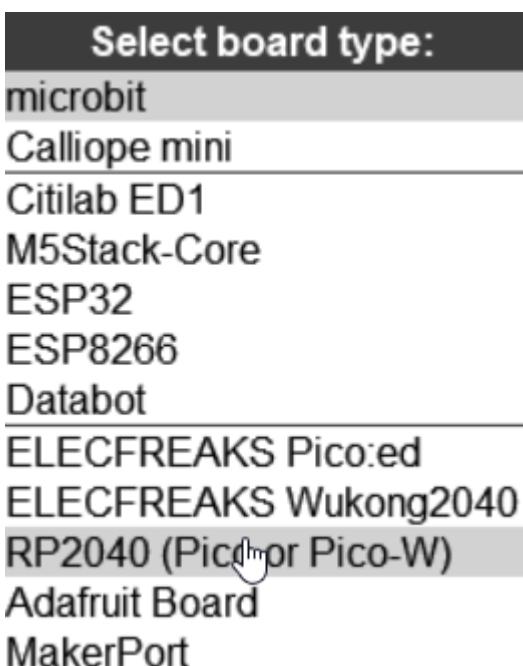 Select board type:
microbit
Calliope mini
Citilab ED1
M5Stack-Core
ESP32
ESP8266
Databot
ELECFREAKS Pico:ed
ELECFREAKS Wukong2040
RP2040 (Pico or Pico-W)
Adafruit Board
MakerPort